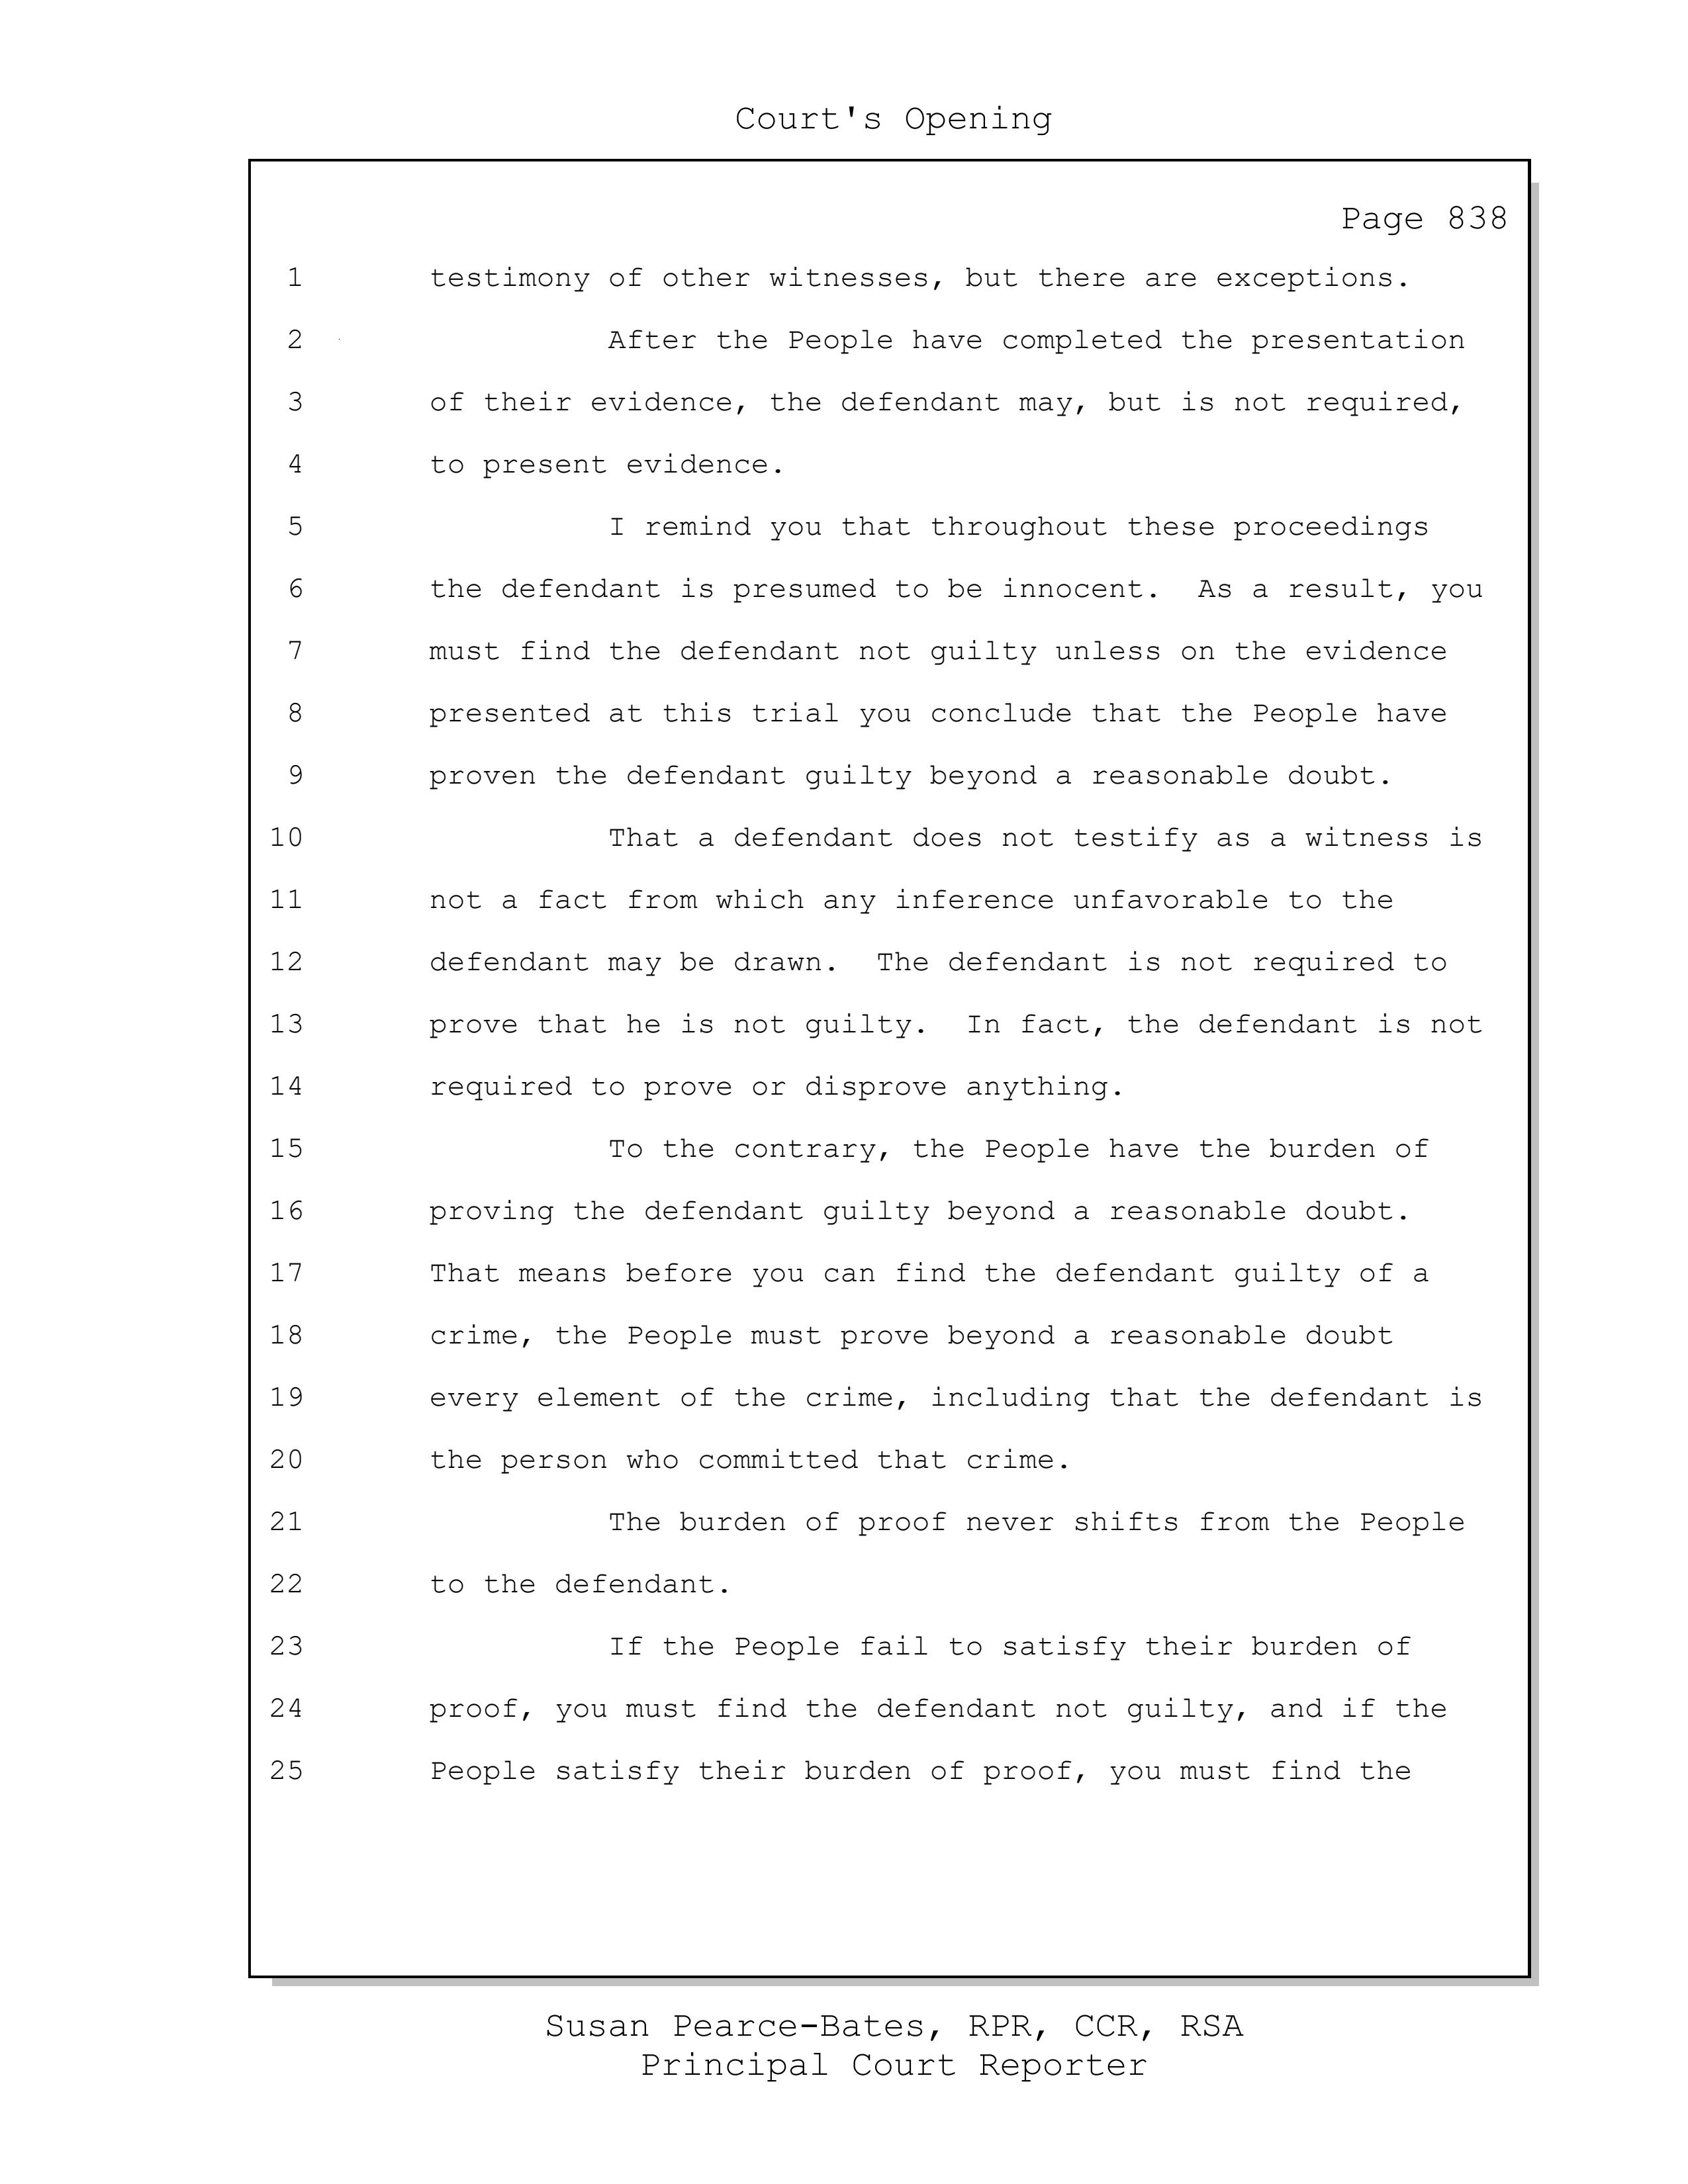 Court's Opening
Page 838
1 testimony of other witnesses, but there are exceptions.
2 After the People have completed the presentation
3 of their evidence, the defendant may, but is not required,
4 to present evidence.
5 I remind you that throughout these proceedings
6 the defendant is presumed to be innocent.  As a result, you
7 must find the defendant not guilty unless on the evidence
8 presented at this trial you conclude that the People have
9 proven the defendant guilty beyond a reasonable doubt.
10 That a defendant does not testify as a witness is
11 not a fact from which any inference unfavorable to the
12 defendant may be drawn.  The defendant is not required to
13 prove that he is not guilty.  In fact, the defendant is not
14 required to prove or disprove anything.
15 To the contrary, the People have the burden of
16 proving the defendant guilty beyond a reasonable doubt.
17 That means before you can find the defendant guilty of a
18 crime, the People must prove beyond a reasonable doubt
19 every element of the crime, including that the defendant is
20 the person who committed that crime.
21 The burden of proof never shifts from the People
22 to the defendant.
23 If the People fail to satisfy their burden of
24 proof, you must find the defendant not guilty, and if the
25 People satisfy their burden of proof, you must find the
Susan Pearce-Bates, RPR, CCR, RSA
Principal Court Reporter